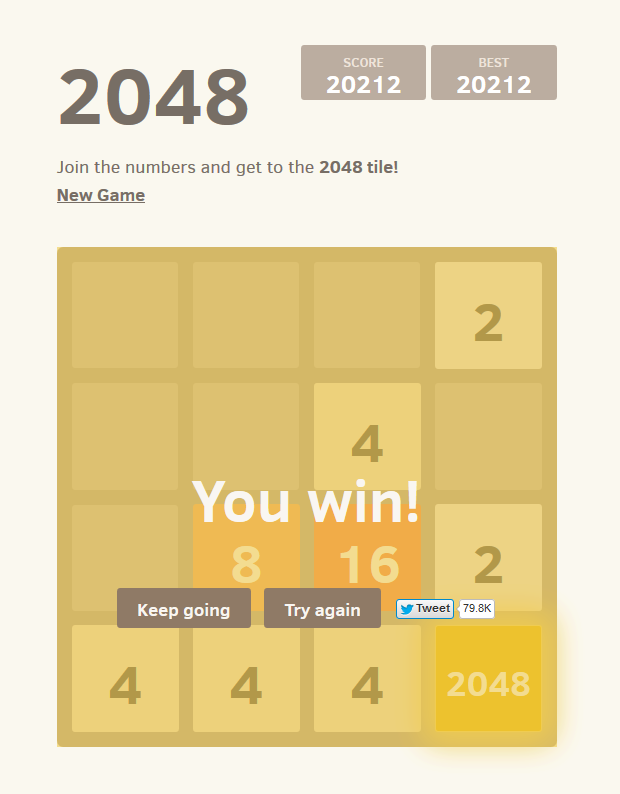 2048
SCORE
20212
BEST
20212
Join the numbers and get to the 2048 tile!
New Game
2
4
You win!
8 16 2
Keep going Try again Tweet 79.8K
4 4 4 2048